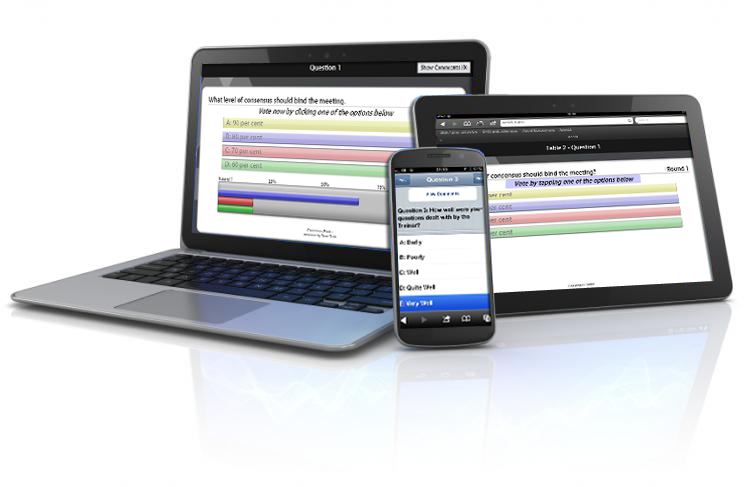 Question 1
Show Comments (0)
What level of consensus should bind the meeting.
Vote now by clicking one of the options below
A: 90 per cent
B: 80 per cent
C: 70 per cent
D: 60 per cent
Table 2 - Question 1
of consensus should bind the meeting?
Round 1
Vote by tapping one of the options below
per cent
per cent
per cent
per cent
Question 3
Question 3: How well were your
questions dealt with by the
Trainer?
A: Badly
B: Poorly
C: Well
D: Quite Well
E: Very Well